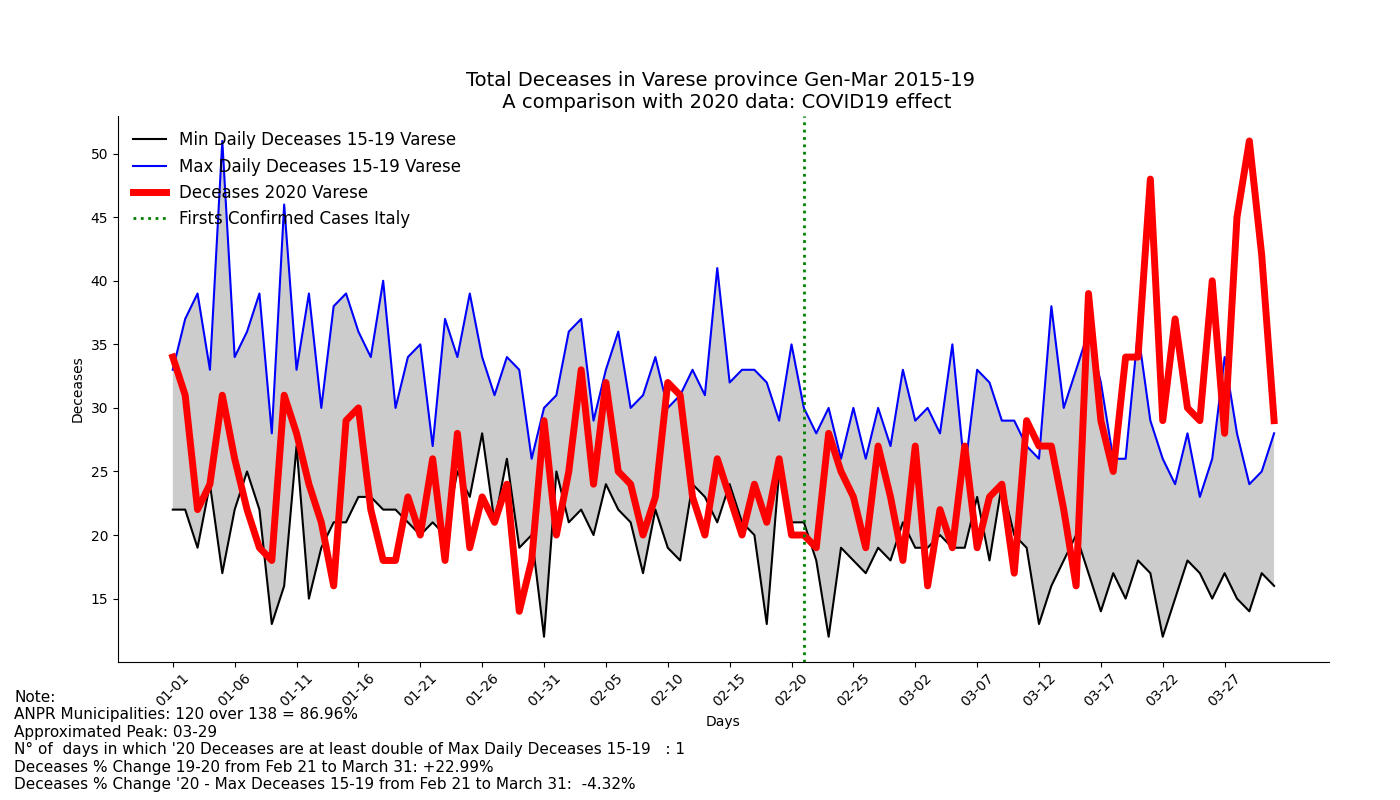 Total Deceases in Varese province Gen-Mar 2015-19
A comparison with 2020 data: COVID19 effect
Min Daily Deceases 15-19 Varese
Max Daily Deceases 15-19 Varese
Deceases 2020 Varese
Firsts Confirmed Cases Italy
Deceases
50
45
40
35
30
25
20
15
01-01
01-06
01-11
01-16
01-21
01-26
01-31
02-05
02-10
02-15
02-20
02-25
03-02
03-07
03-12
03-17
03-22
03-27
Days
Note:
ANPR Municipalities: 120 over 138 = 86.96%
Approximated Peak: 03-29
N° of  days in which '20 Deceases are at least double of Max Daily Deceases 15-19   : 1
Deceases % Change 19-20 from Feb 21 to March 31: +22.99%
Deceases % Change '20 - Max Deceases 15-19 from Feb 21 to March 31:  -4.32%